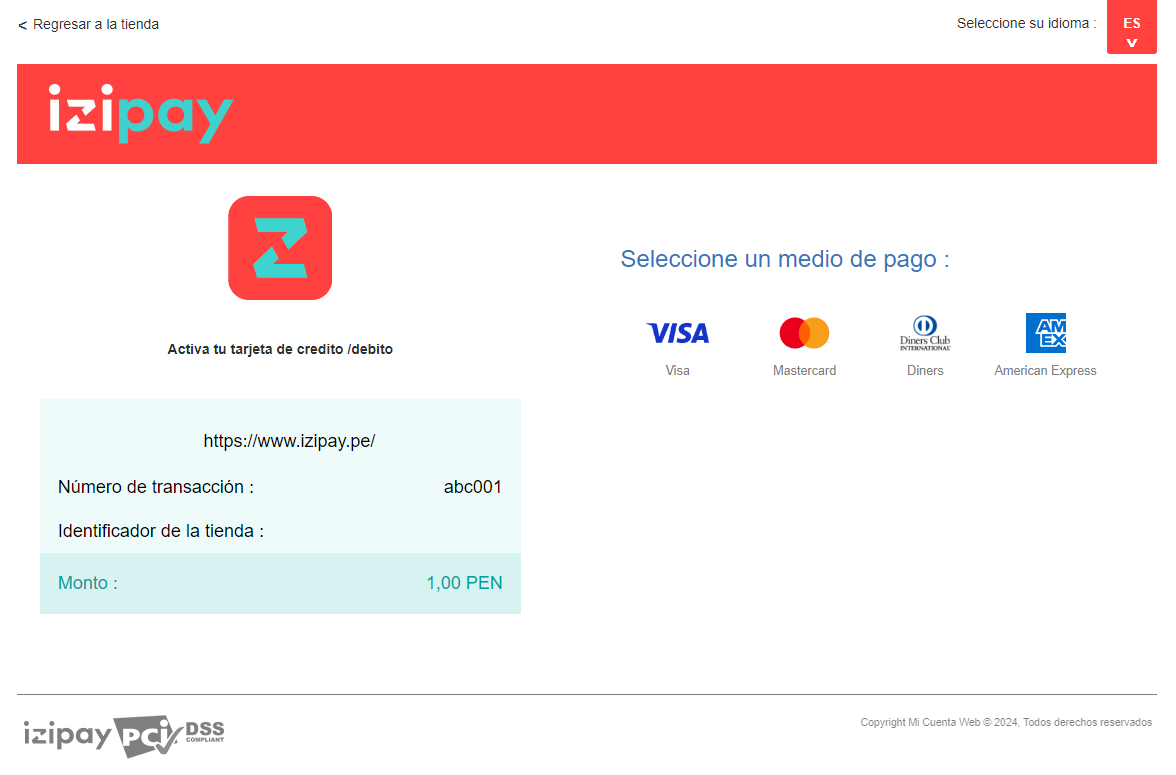 < Regresar a la tienda
Seleccione su idioma :
ES
v
izipay
Activa tu tarjeta de credito /debito
https://www.izipay.pe/
Número de transacción : abc001
Identificador de la tienda :
Monto : 1,00 PEN
Seleccione un medio de pago :
VISA
Diners Club
INTERNATIONAL
AM
EX
Visa Mastercard Diners American Express
izipay PCI DSS
COMPLIANT
Copyright Mi Cuenta Web © 2024, Todos derechos reservados